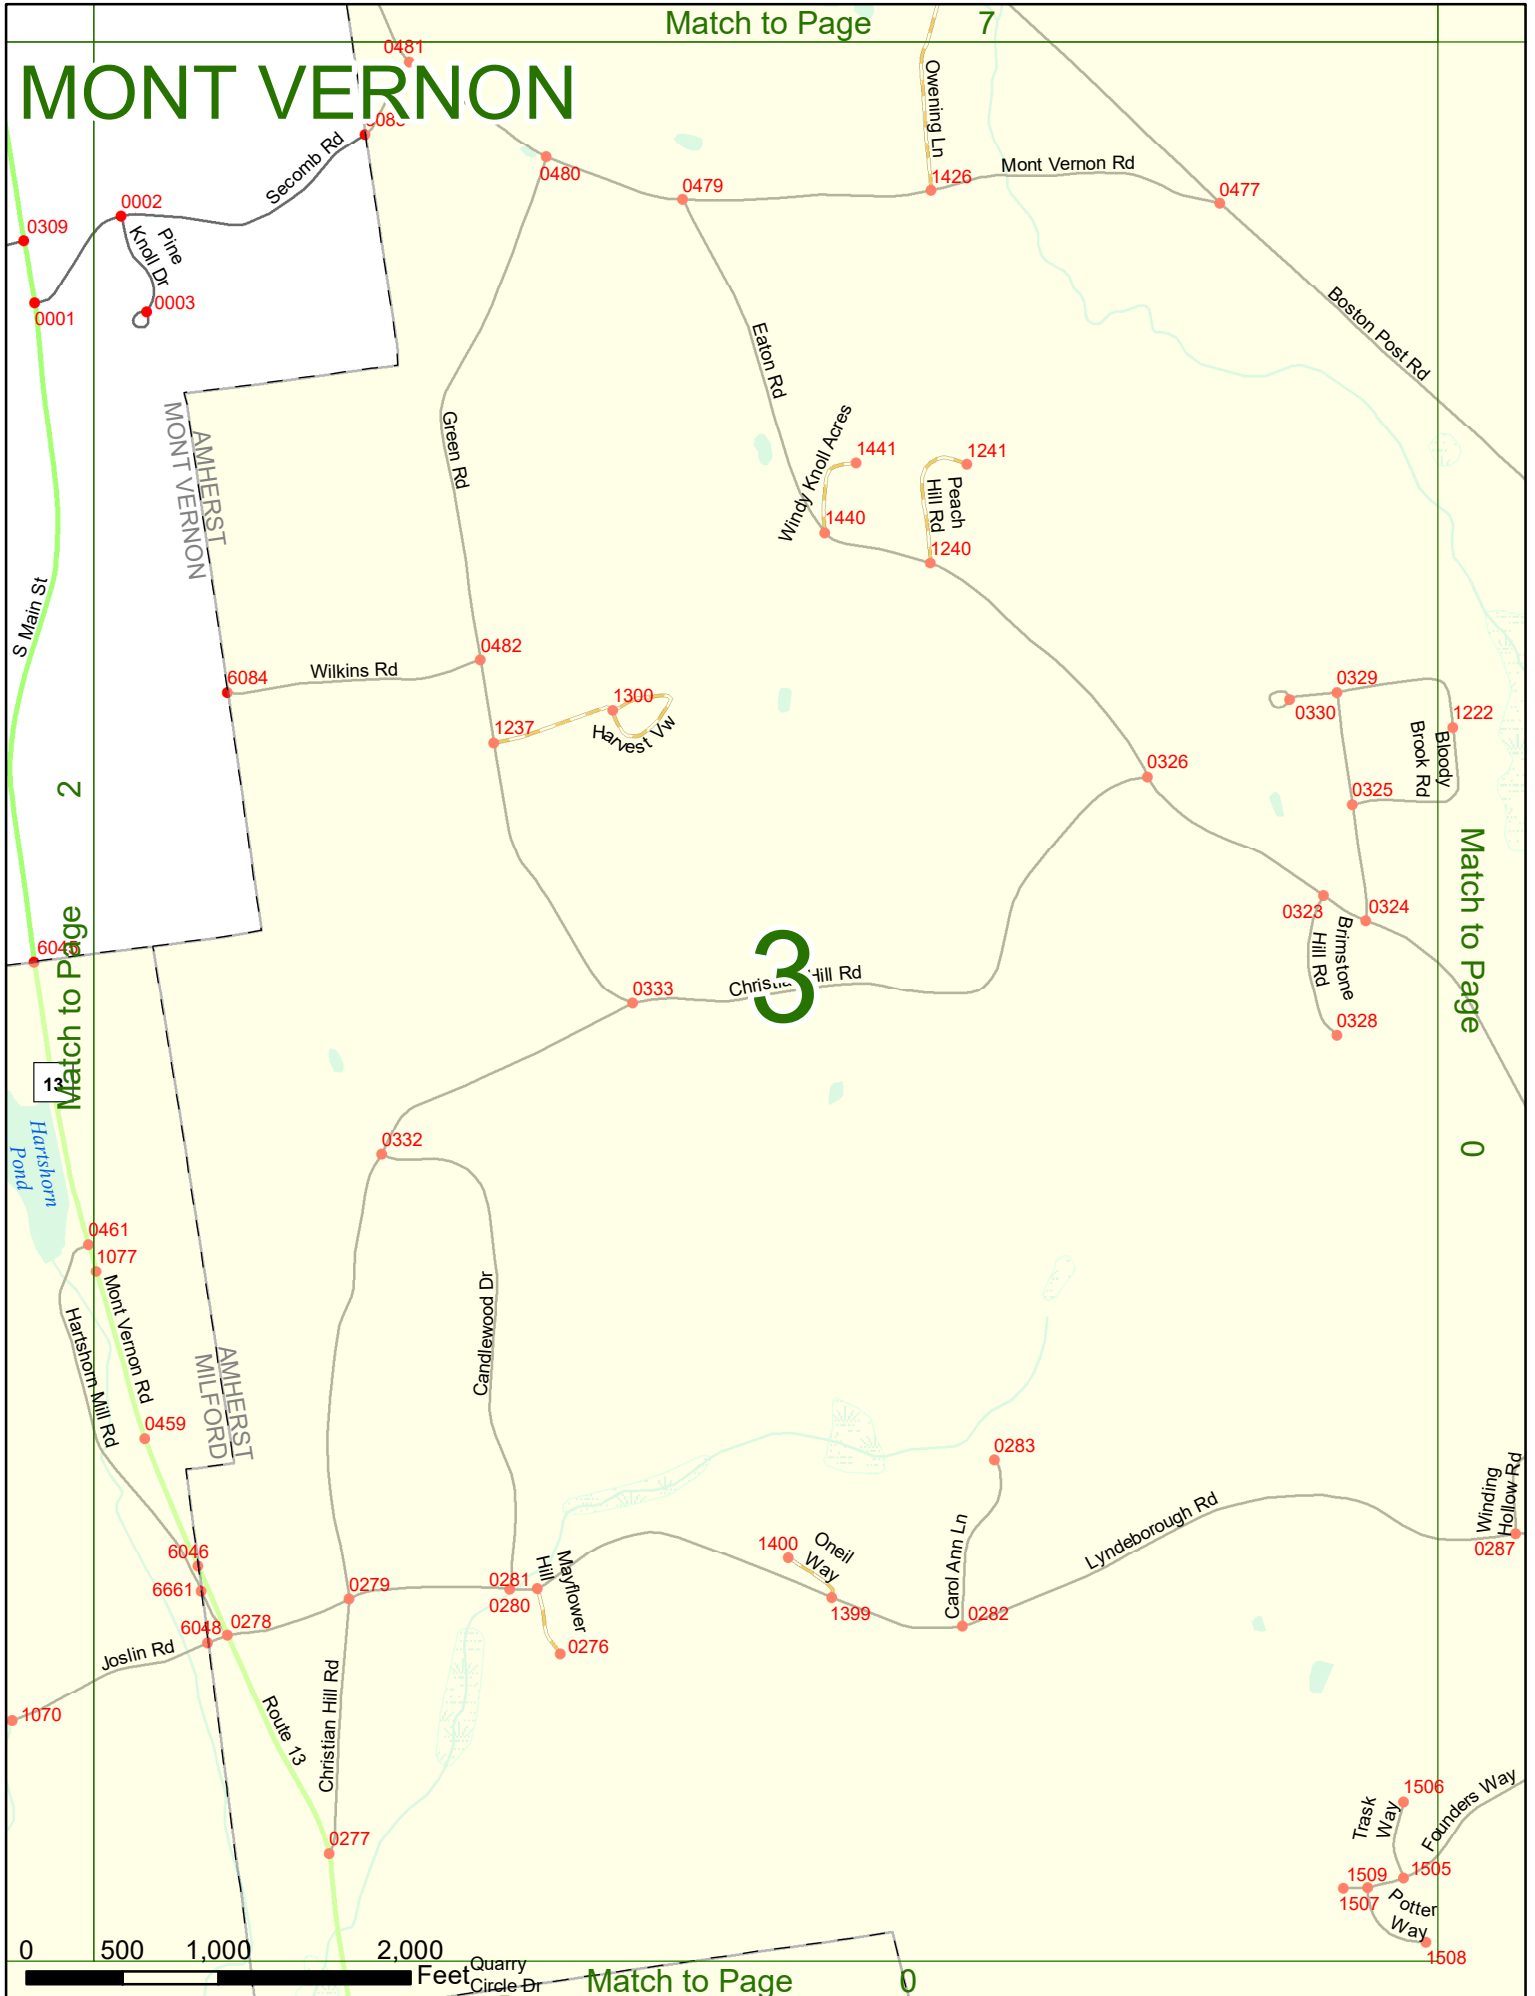 Match to Page 7
MONT VERNON
0481
Secomb Rd
0480
0479
Owening Ln
1426
Mont Vernon Rd
0477
0002
0309
Pine
Knoll Dr
0003
0001
Boston Post Rd
Eaton Rd
Green Rd
AMHERST
MONT VERNON
Windy Knoll Acres
1441
1241
Peach
Hill Rd
1440
1240
S Main St
0482
Wilkins Rd
6084
1300
Harvest Vw
1237
0329
0330
1222
Bloody
Brook Rd
0326
0325
2
Match to Page
Match to Page
0
0323
0324
Brimstone
Hill Rd
0328
3
Christian Hill Rd
0333
13
Hartshorn
Pond
0332
0461
1077
Mont Vernon Rd
Hartshorn Mill Rd
Candlewood Dr
AMHERST
MILFORD
0459
0283
Carol Ann Ln
Lyndeborough Rd
Winding
Hollow Rd
0287
1400
Oneil
Way
1399
0282
6046
6661
0279
0281
0280
Mayflower
Hill
0276
6048
0278
Joslin Rd
1070
Route 13
Christian Hill Rd
0277
1506
Trask
Way
Founders Way
1505
1509
1507
Potter
Way
1508
0 500 1,000 2,000
Feet
Quarry
Circle Dr
Match to Page 0